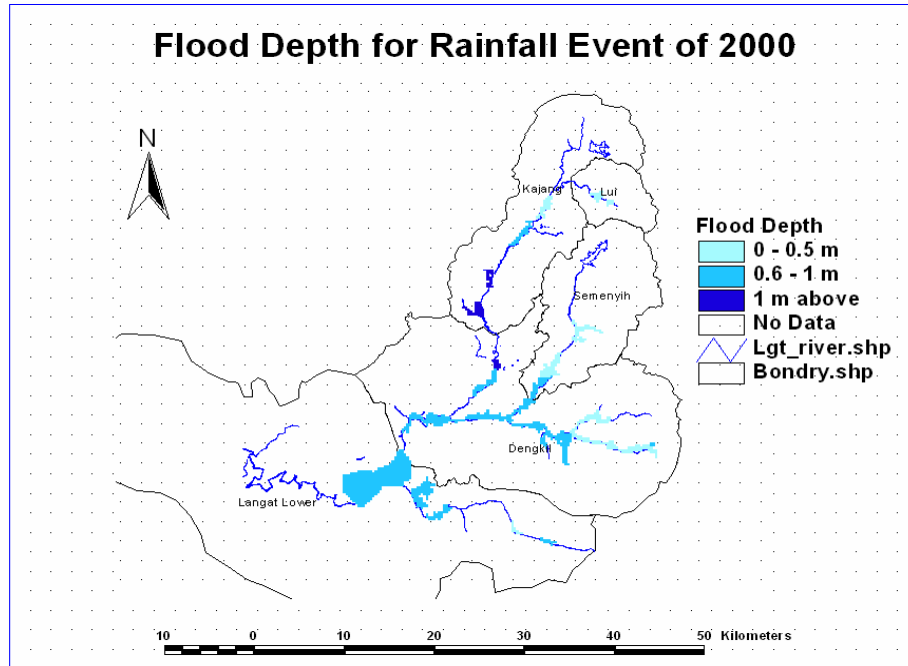 Flood Depth for Rainfall Event of 2000
N
Kajang
Lui
Flood Depth
0 - 0.5 m
0.6 - 1 m
1 m above
No Data
Lgt_river.shp
Bondry.shp
Semenyih
Dengkil
Langat Lower
10 0 10 20 30 40 50 Kilometers